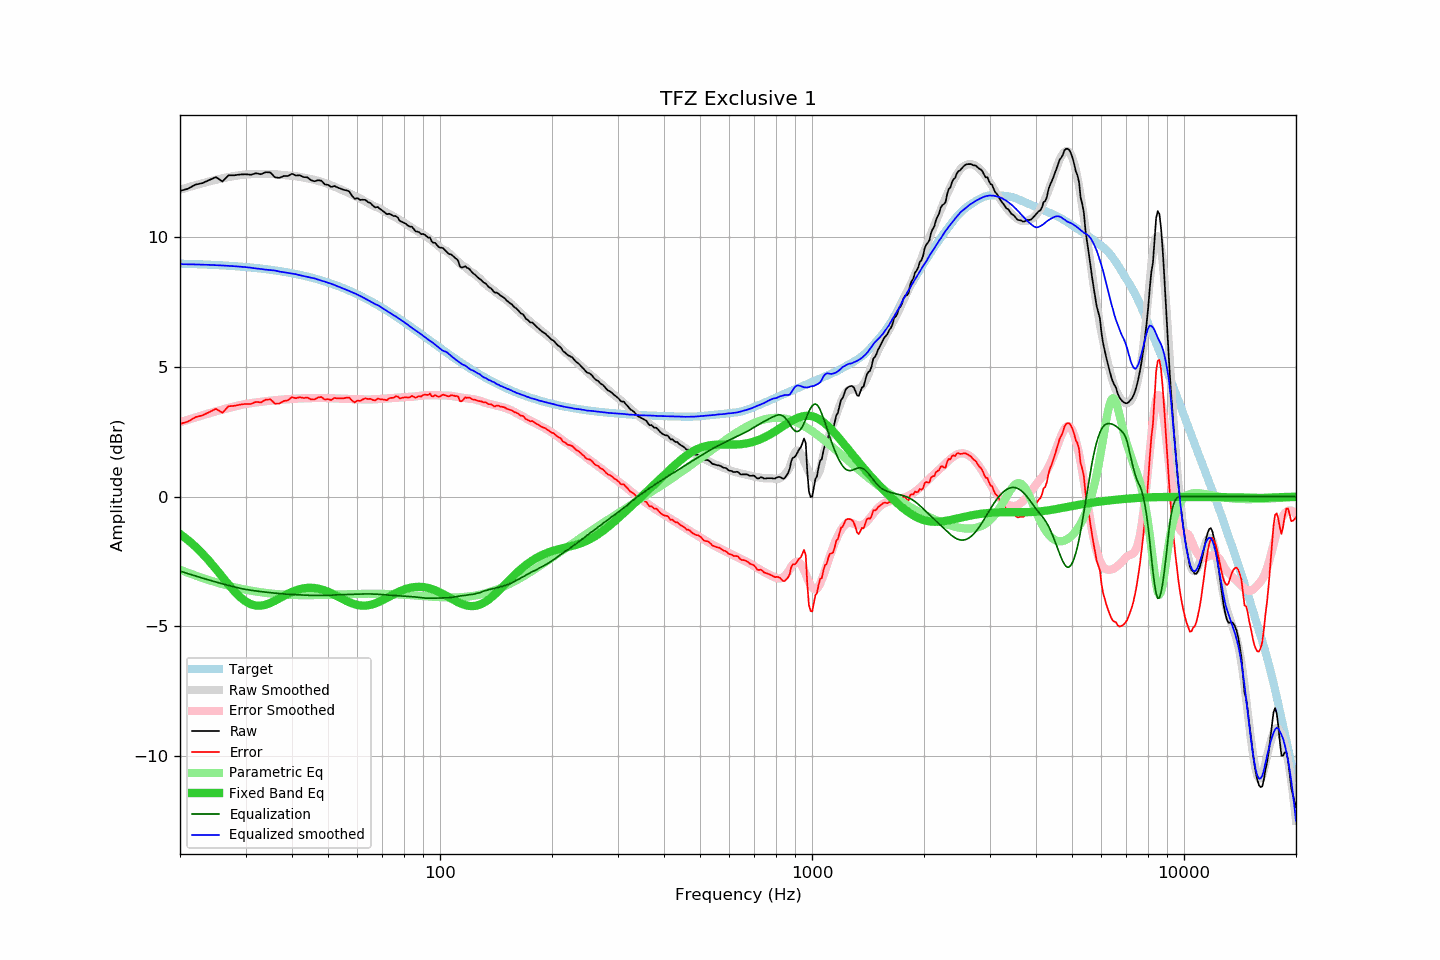 TFZ Exclusive 1
Amplitude (dBr)
10
5
0
−5
−10
Target
Raw Smoothed
Error Smoothed
Raw
Error
Parametric Eq
Fixed Band Eq
Equalization
Equalized smoothed
100
1000
10000
Frequency (Hz)